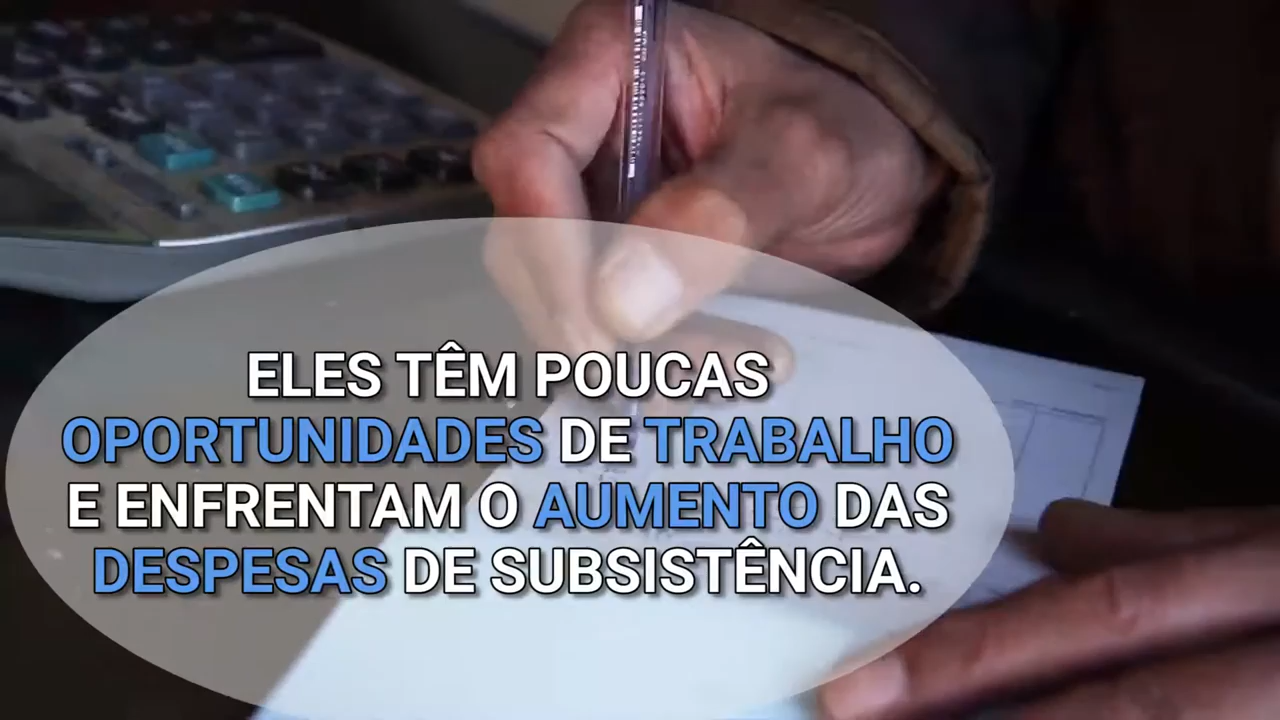 ELES TÊM POUCAS
OPORTUNIDADES DE TRABALHO
E ENFRENTAM O AUMENTO DAS
DESPESAS DE SUBSISTÊNCIA.